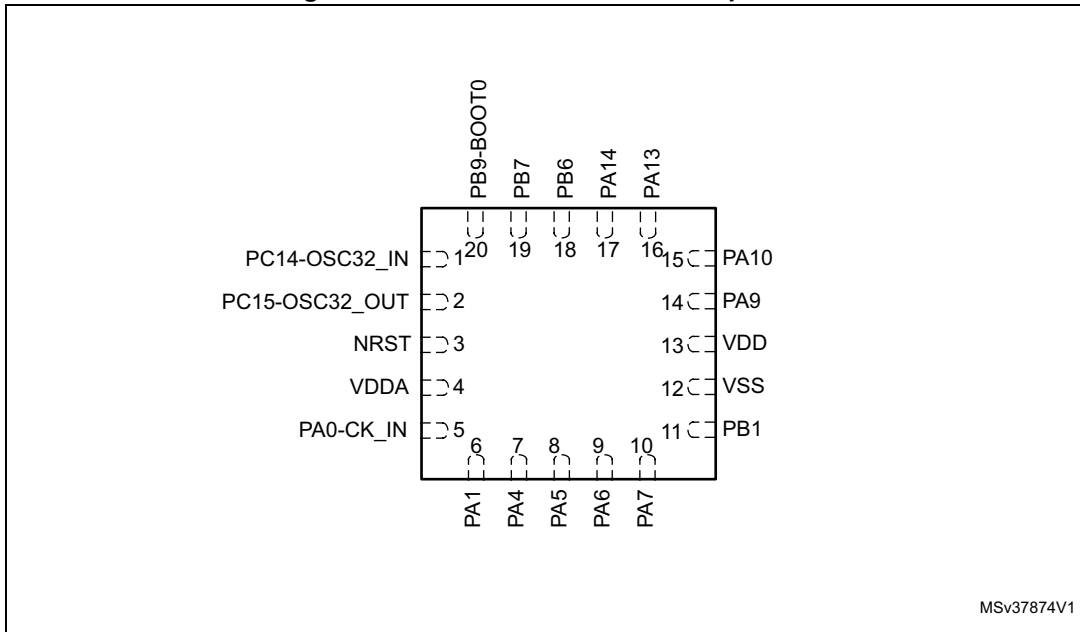 PB9-BOOT0
PB7
PB6
PA14
PA13
20
19
18
17
16
PC14-OSC32_IN 1
15 PA10
PC15-OSC32_OUT 2
14 PA9
NRST 3
13 VDD
VDDA 4
12 VSS
PA0-CK_IN 5
11 PB1
6
7
8
9
10
PA1
PA4
PA5
PA6
PA7
MSv37874V1